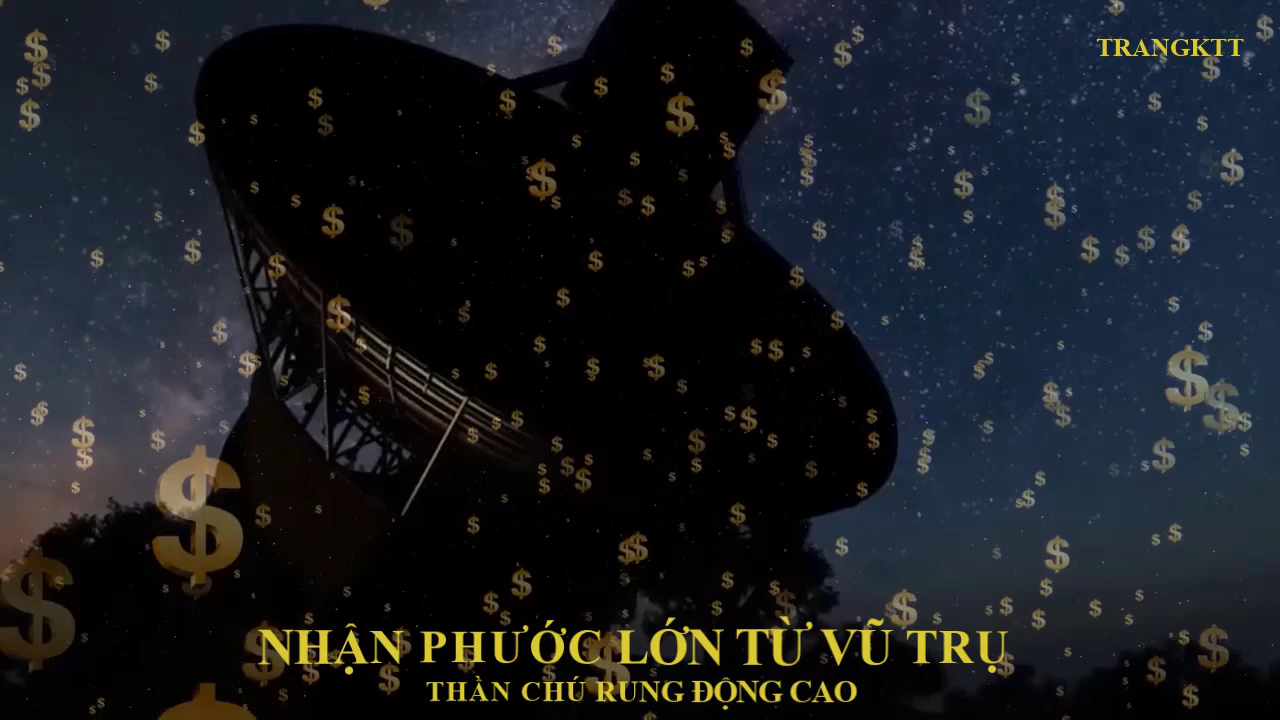 TRANGKTT
NHẬN PHƯỚC LỚN TỪ VŨ TRỤ
THẦN CHÚ RUNG ĐỘNG CAO